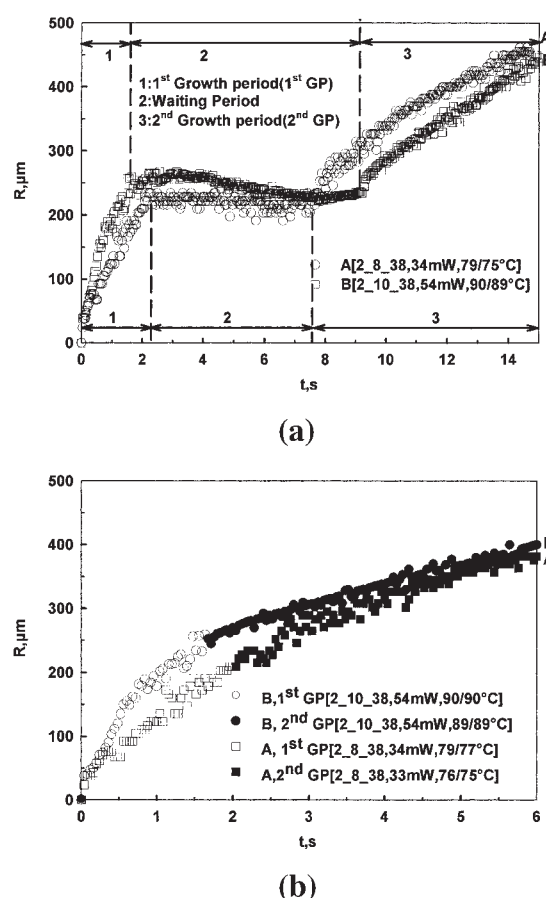 500
400
300
200
100
0
R,µm
1 2 3
1:1st Growth period(1st GP)
2:Waiting Period
3:2nd Growth period(2nd GP)
A
A[2_8_38,34mW,79/75°C]
B[2_10_38,54mW,90/89°C]
1 2 3
0 2 4 6 8 10 12 14
t,s
(a)
500
400
300
200
100
0
R,µm
B,1st GP[2_10_38,54mW,90/90°C]
B, 2nd GP[2_10_38,54mW,89/89°C]
A, 1st GP[2_8_38,34mW,79/77°C]
A,2nd GP[2_8_38,33mW,76/75°C]
0 1 2 3 4 5 6
t,s
(b)